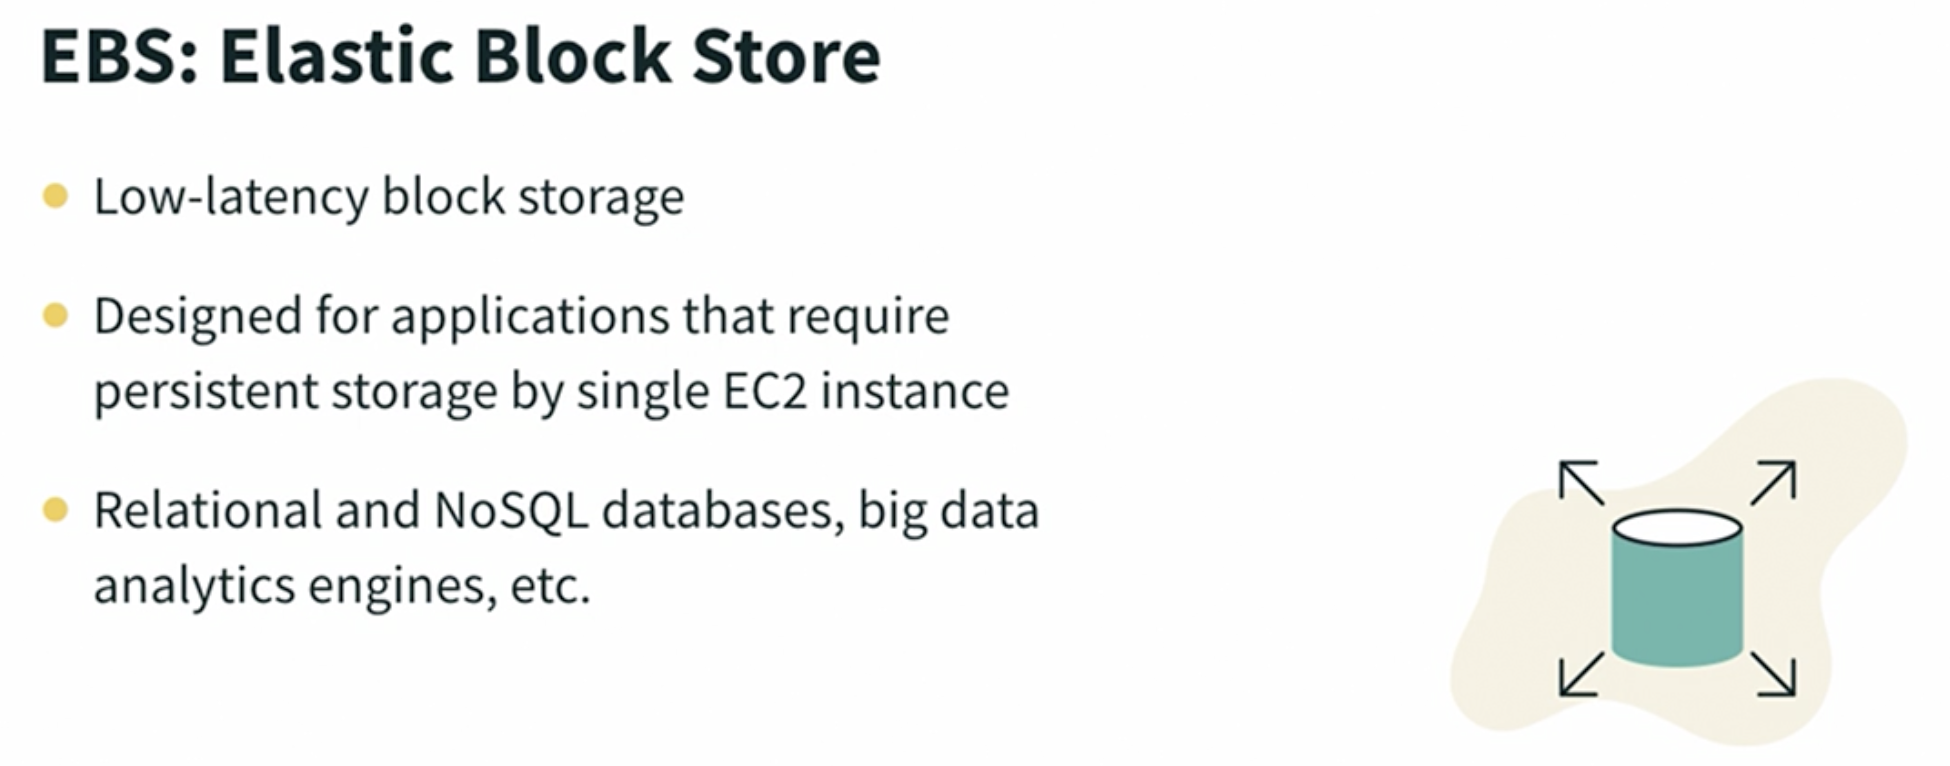 EBS: Elastic Block Store
Low-latency block storage
Designed for applications that require
persistent storage by single EC2 instance
Relational and NoSQL databases, big data
analytics engines, etc.